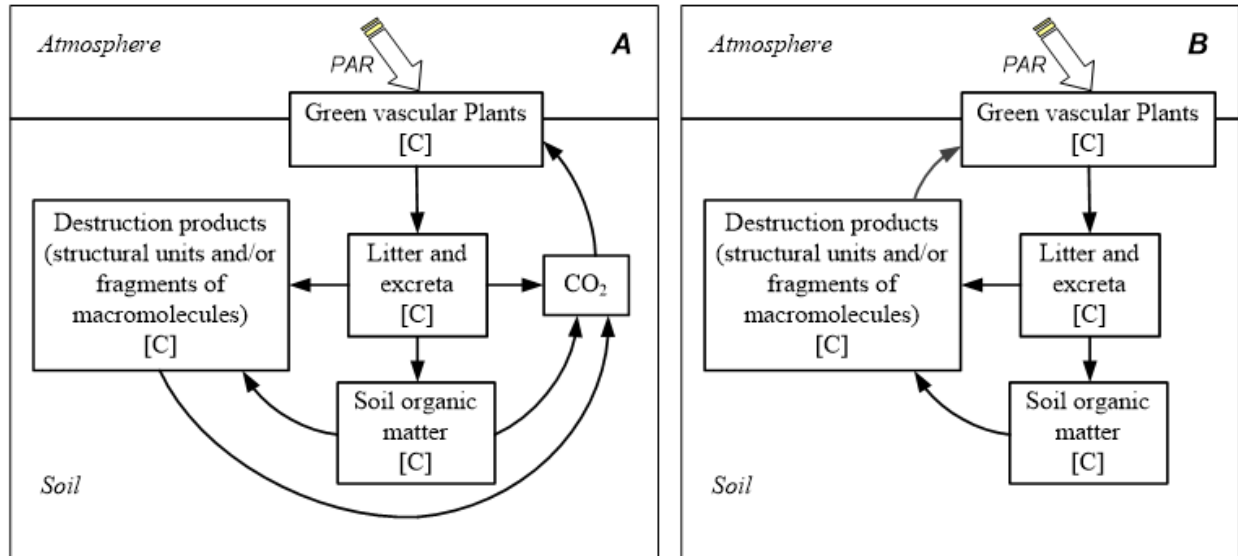 Atmosphere
A
PAR
Green vascular Plants
[C]
Destruction products
(structural units and/or
fragments of
macromolecules)
[C]
Litter and
excreta
[C]
CO₂
Soil organic
matter
[C]
Soil
Atmosphere
B
PAR
Green vascular Plants
[C]
Destruction products
(structural units and/or
fragments of
macromolecules)
[C]
Litter and
excreta
[C]
Soil organic
matter
[C]
Soil